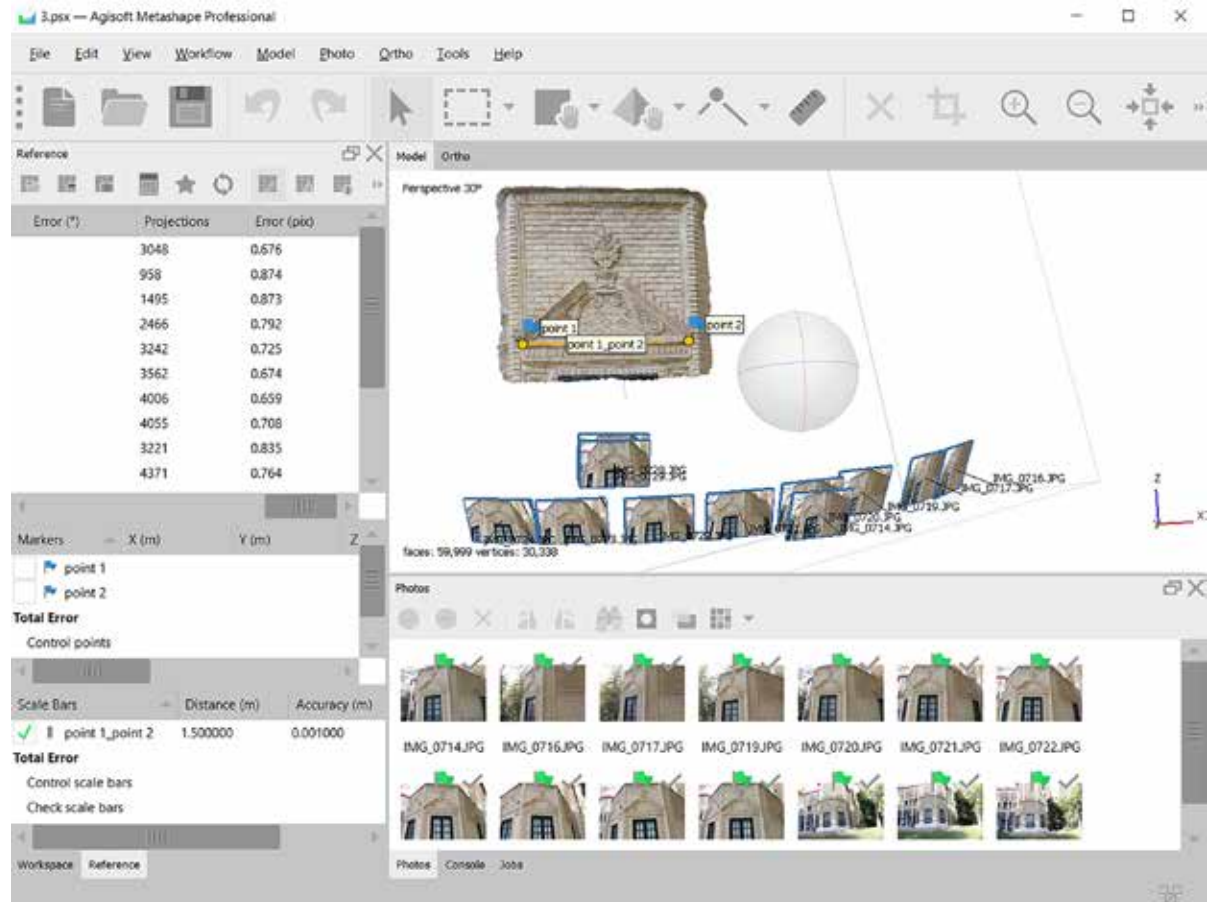 3.psx — Agisoft Metashape Professional
File Edit View Workflow Model Photo Ortho Tools Help
Reference
Error (°) Projections Error (pix)
3048 0.676
958 0.874
1495 0.873
2466 0.792
3242 0.725
3562 0.674
4006 0.659
4055 0.708
3221 0.835
4371 0.764
Markers X (m) Y (m) Z
point 1
point 2
Total Error
Control points
Scale Bars Distance (m) Accuracy (m)
point 1_point 2 1.500000 0.001000
Total Error
Control scale bars
Check scale bars
Workspace Reference
Model Ortho
Perspective 30°
point 1
point 2
point 1_point 2
IMG_0716.JPG
IMG_0717.JPG
IMG_0719.JPG
IMG_0720.JPG
IMG_0714.JPG
Z
X
faces: 59,999 vertices: 30,338
Photos
IMG_0714.JPG IMG_0716.JPG IMG_0717.JPG IMG_0719.JPG IMG_0720.JPG IMG_0721.JPG IMG_0722.JPG
Photos Console Jobs